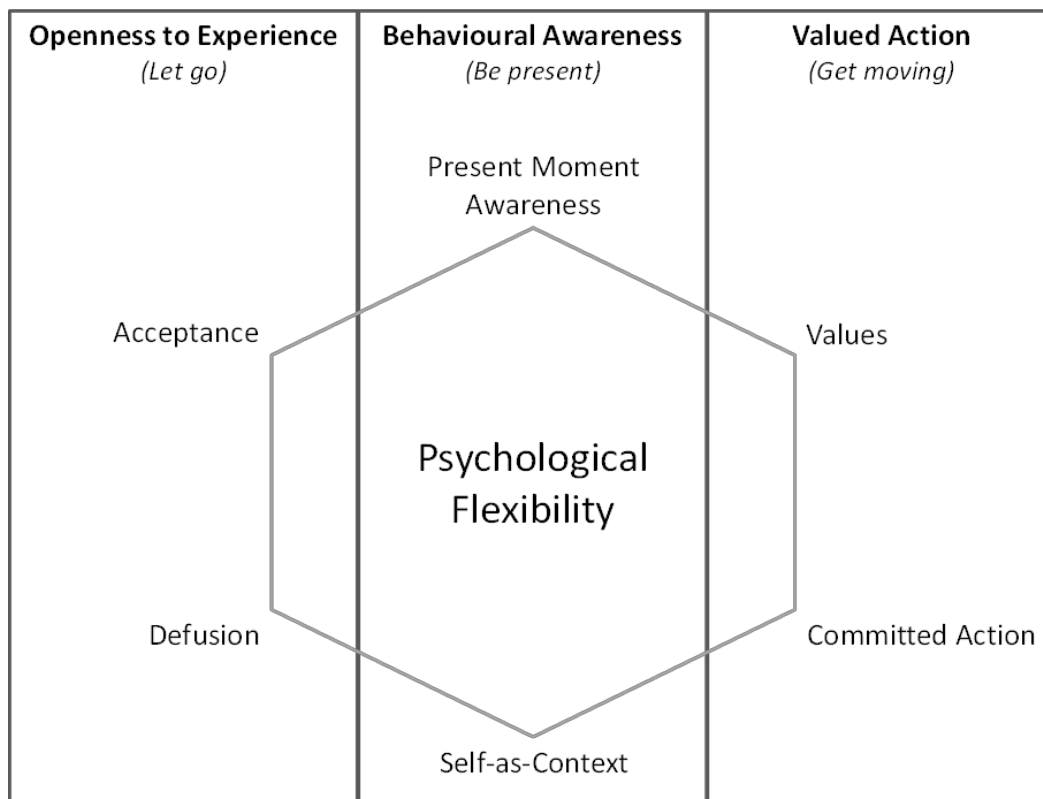 Openness to Experience
(Let go)
Behavioural Awareness
(Be present)
Valued Action
(Get moving)
Present Moment
Awareness
Acceptance
Values
Psychological
Flexibility
Defusion
Committed Action
Self-as-Context